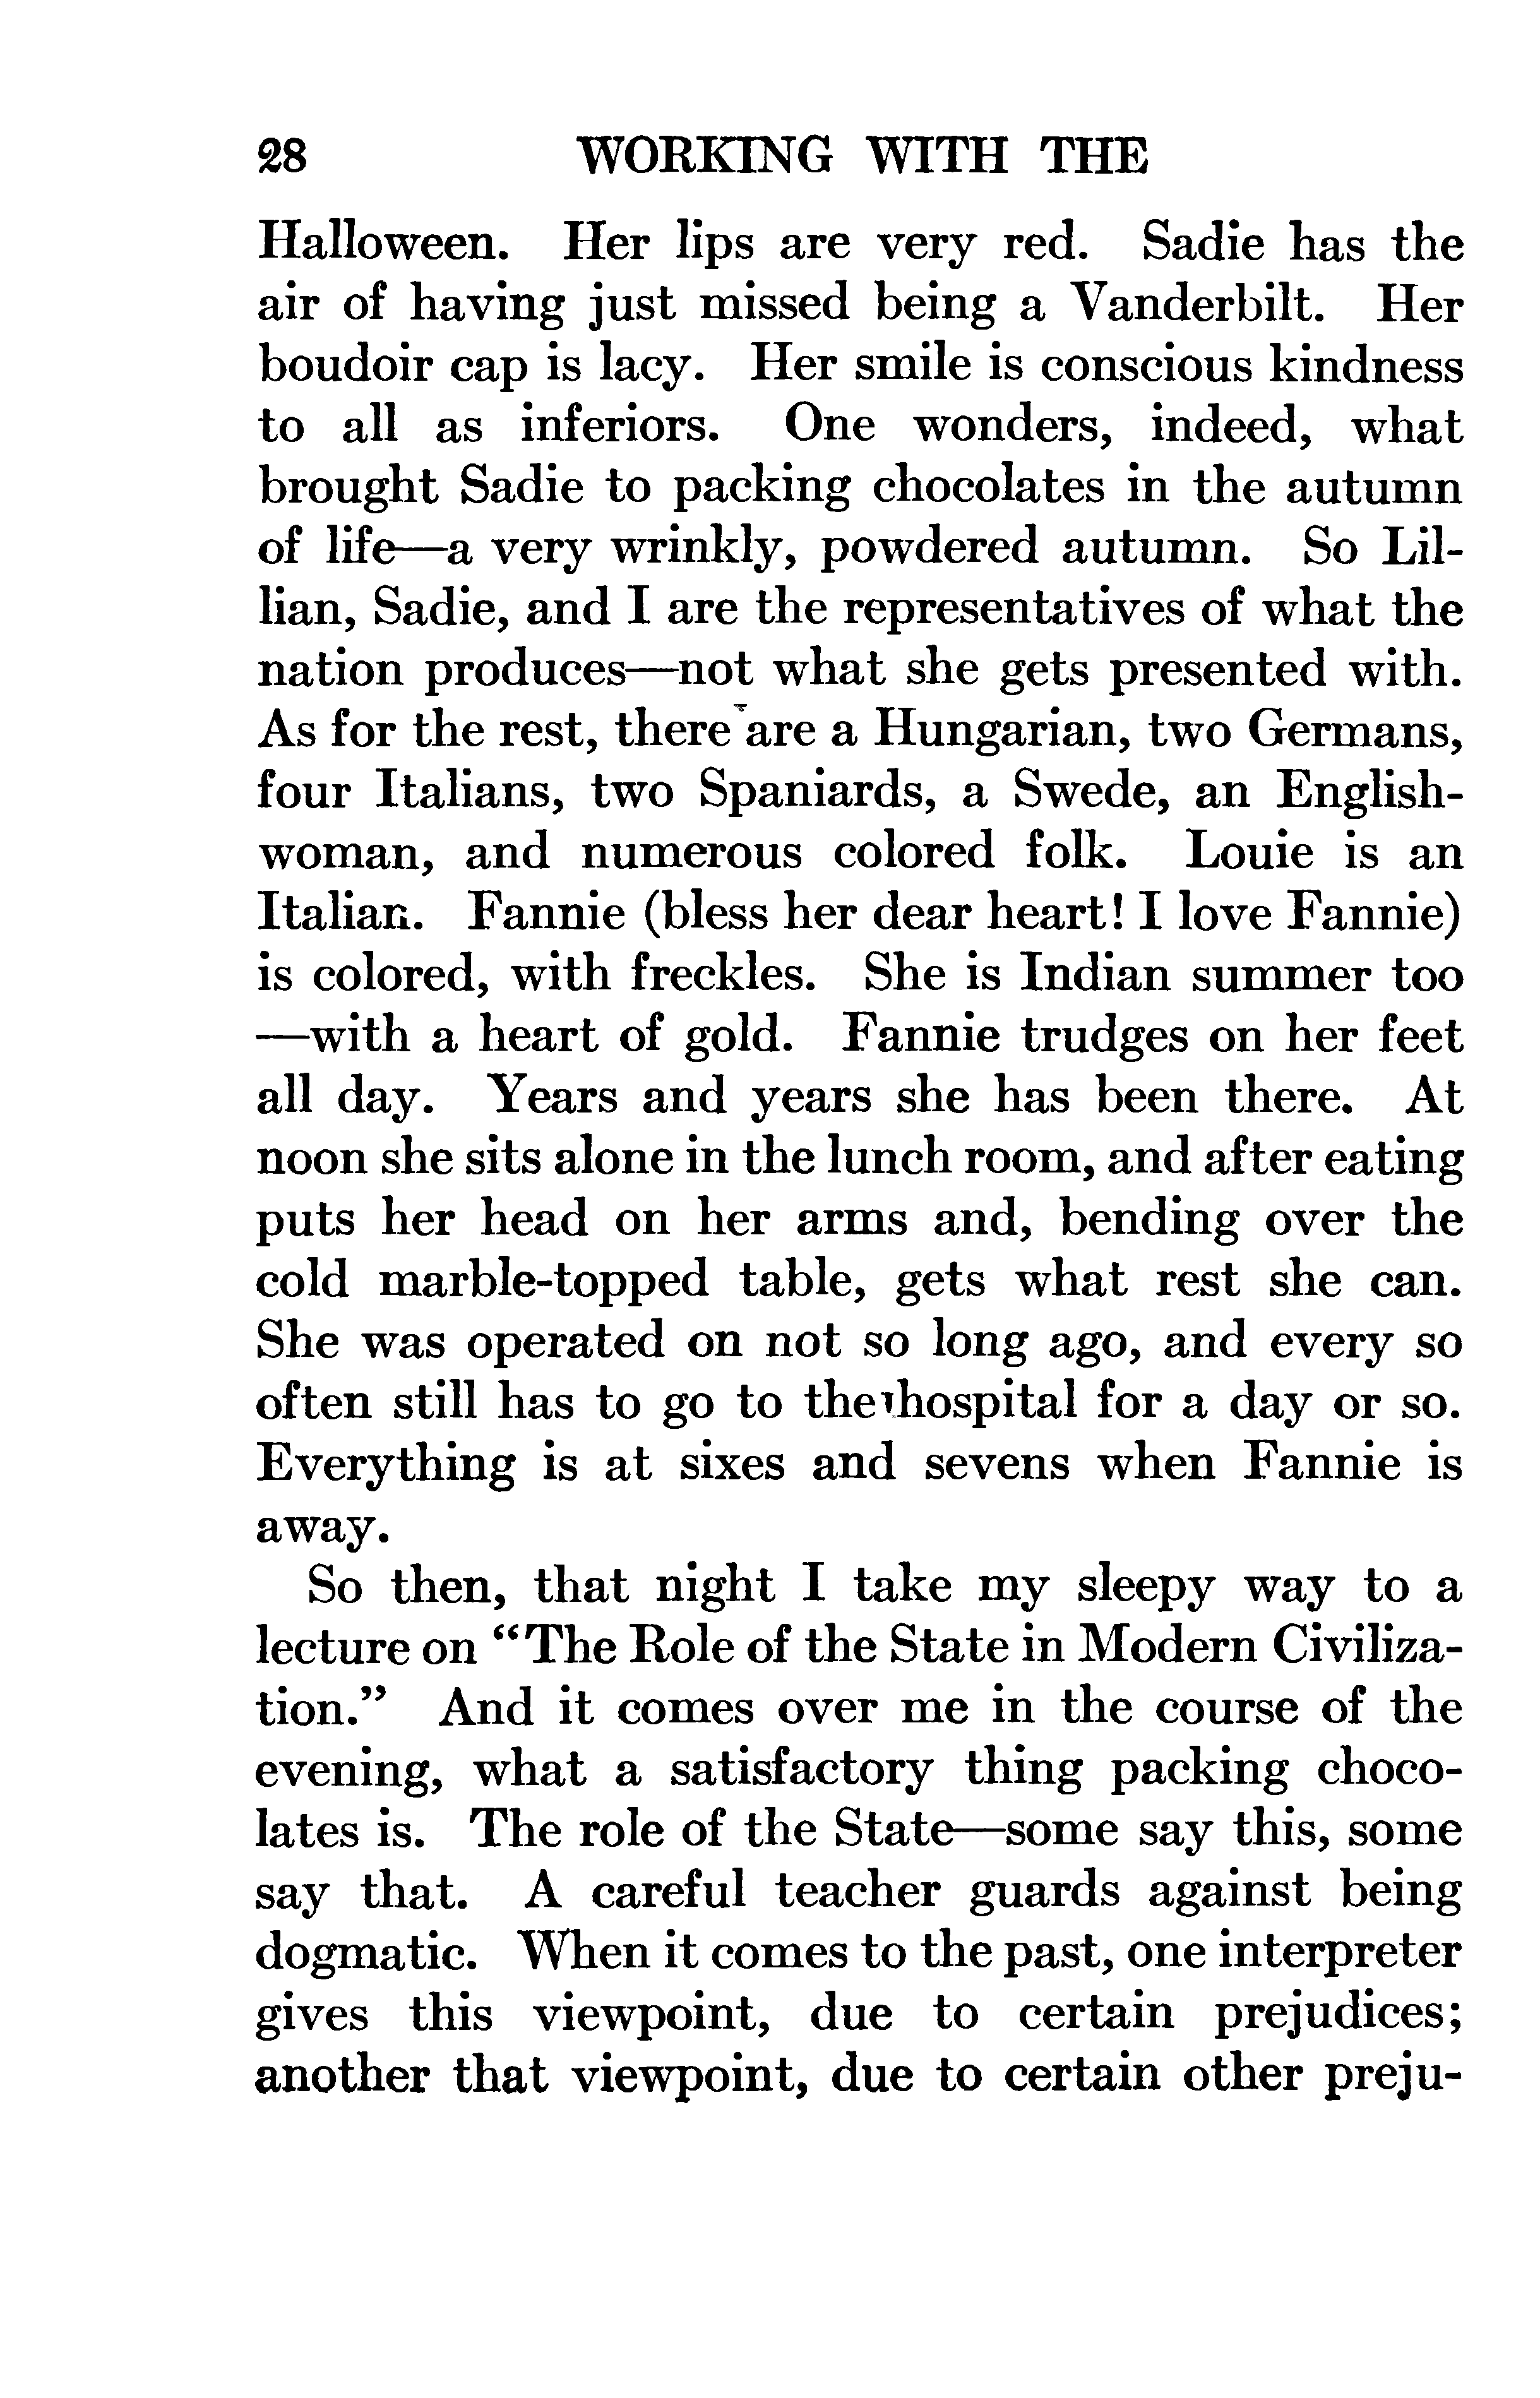 28 WORKING WITH THE
Halloween. Her lips are very red. Sadie has the
air of having just missed being a Vanderbilt. Her
boudoir cap is lacy. Her smile is conscious kindness
to all as inferiors. One wonders, indeed, what
brought Sadie to packing chocolates in the autumn
of life—a very wrinkly, powdered autumn. So Lil-
lian, Sadie, and I are the representatives of what the
nation produces—not what she gets presented with.
As for the rest, there are a Hungarian, two Germans,
four Italians, two Spaniards, a Swede, an English-
woman, and numerous colored folk. Louie is an
Italian. Fannie (bless her dear heart! I love Fannie)
is colored, with freckles. She is Indian summer too
—with a heart of gold. Fannie trudges on her feet
all day. Years and years she has been there. At
noon she sits alone in the lunch room, and after eating
puts her head on her arms and, bending over the
cold marble-topped table, gets what rest she can.
She was operated on not so long ago, and every so
often still has to go to the hospital for a day or so.
Everything is at sixes and sevens when Fannie is
away.
So then, that night I take my sleepy way to a
lecture on “The Role of the State in Modern Civiliza-
tion.” And it comes over me in the course of the
evening, what a satisfactory thing packing choco-
lates is. The role of the State—some say this, some
say that. A careful teacher guards against being
dogmatic. When it comes to the past, one interpreter
gives this viewpoint, due to certain prejudices;
another that viewpoint, due to certain other preju-